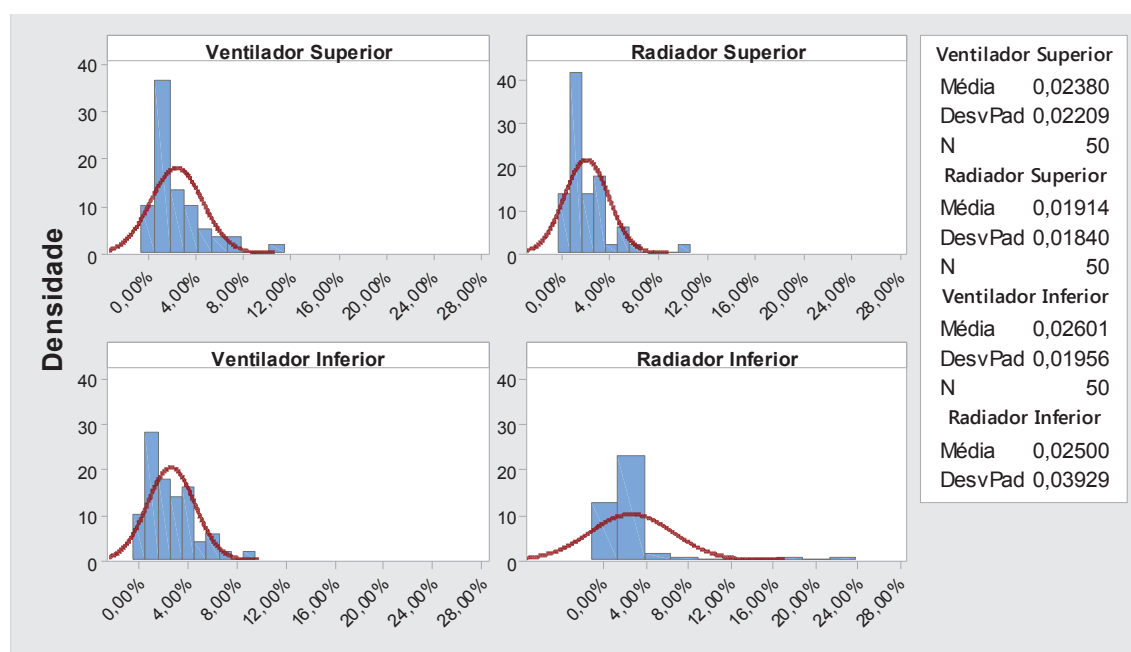 Ventilador Superior
40
30
20
10
0
0,00%
4,00%
8,00%
12,00%
16,00%
20,00%
24,00%
28,00%
Radiador Superior
40
30
20
10
0
0,00%
4,00%
8,00%
12,00%
16,00%
20,00%
24,00%
28,00%
Densidade
Ventilador Inferior
40
30
20
10
0
0,00%
4,00%
8,00%
12,00%
16,00%
20,00%
24,00%
28,00%
Radiador Inferior
40
30
20
10
0
0,00%
4,00%
8,00%
12,00%
16,00%
20,00%
24,00%
28,00%
Ventilador Superior
Média 0,02380
DesvPad 0,02209
N 50
Radiador Superior
Média 0,01914
DesvPad 0,01840
N 50
Ventilador Inferior
Média 0,02601
DesvPad 0,01956
N 50
Radiador Inferior
Média 0,02500
DesvPad 0,03929